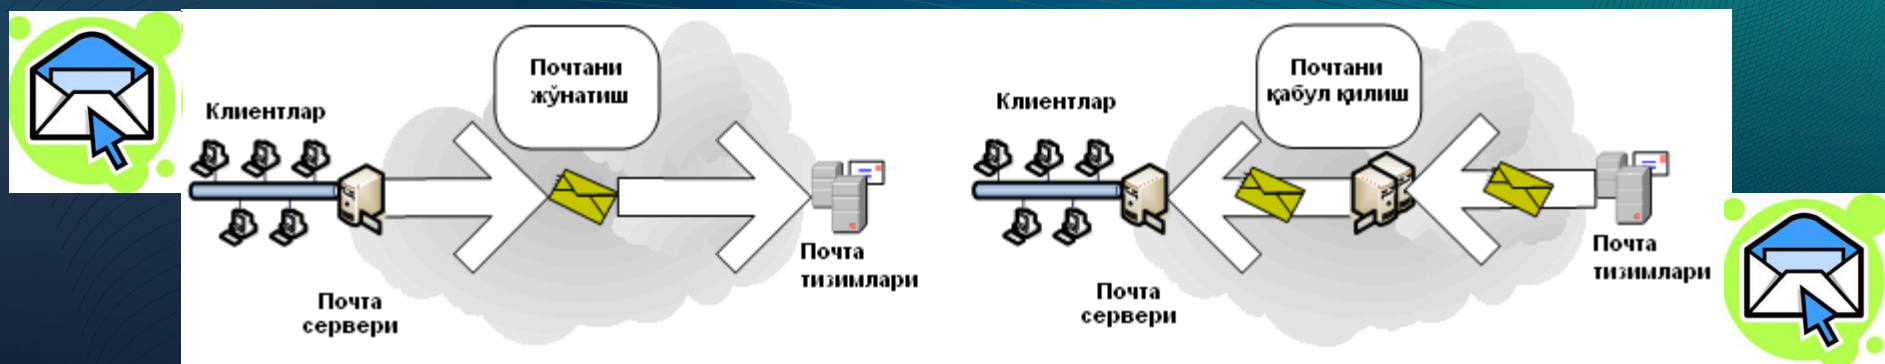 Почтани
жўнатиш
Клиентлар
Почта
сервери
Почта
тизимлари
Почтани
қабул қилиш
Клиентлар
Почта
сервери
Почта
тизимлари